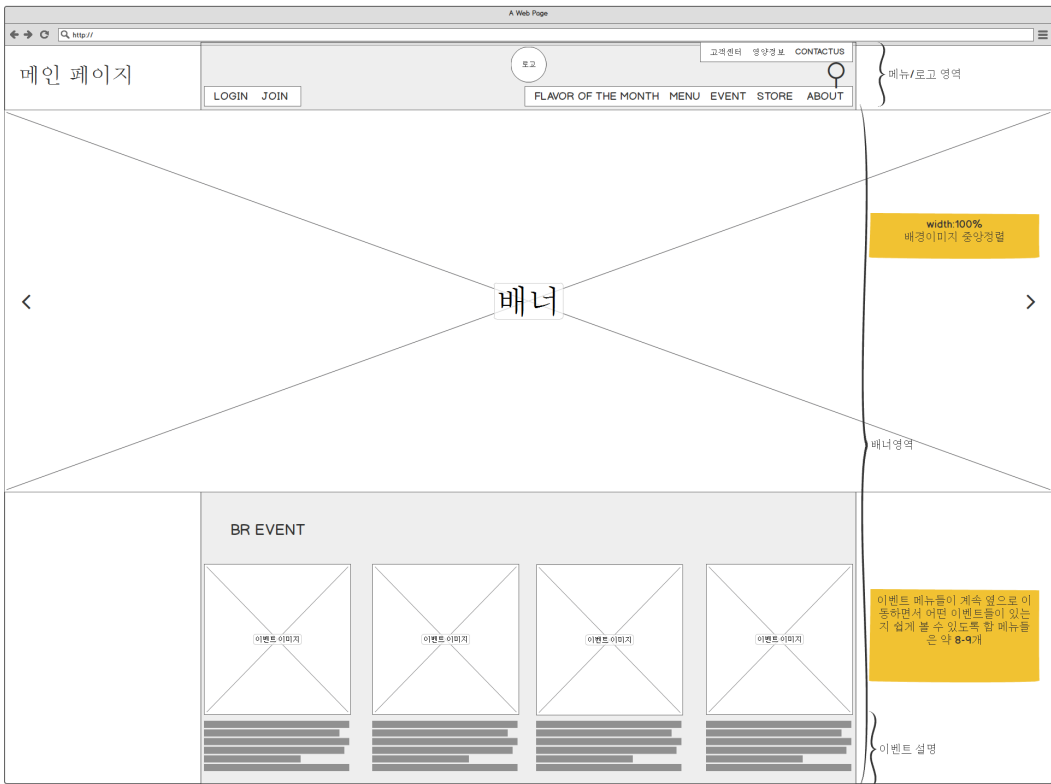 A Web Page
http://
메인 페이지
로고
고객센터 영양정보 CONTACTUS
메뉴/로고 영역
LOGIN JOIN
FLAVOR OF THE MONTH MENU EVENT STORE ABOUT
width:100%
배경이미지 중앙정렬
배너
배너영역
BR EVENT
이벤트 메뉴들이 계속 옆으로 이
동하면서 어떤 이벤트들이 있는
지 쉽게 볼 수 있도록 합 메뉴들
은 약 8-9개
이벤트 이미지
이벤트 이미지
이벤트 이미지
이벤트 이미지
이벤트 설명